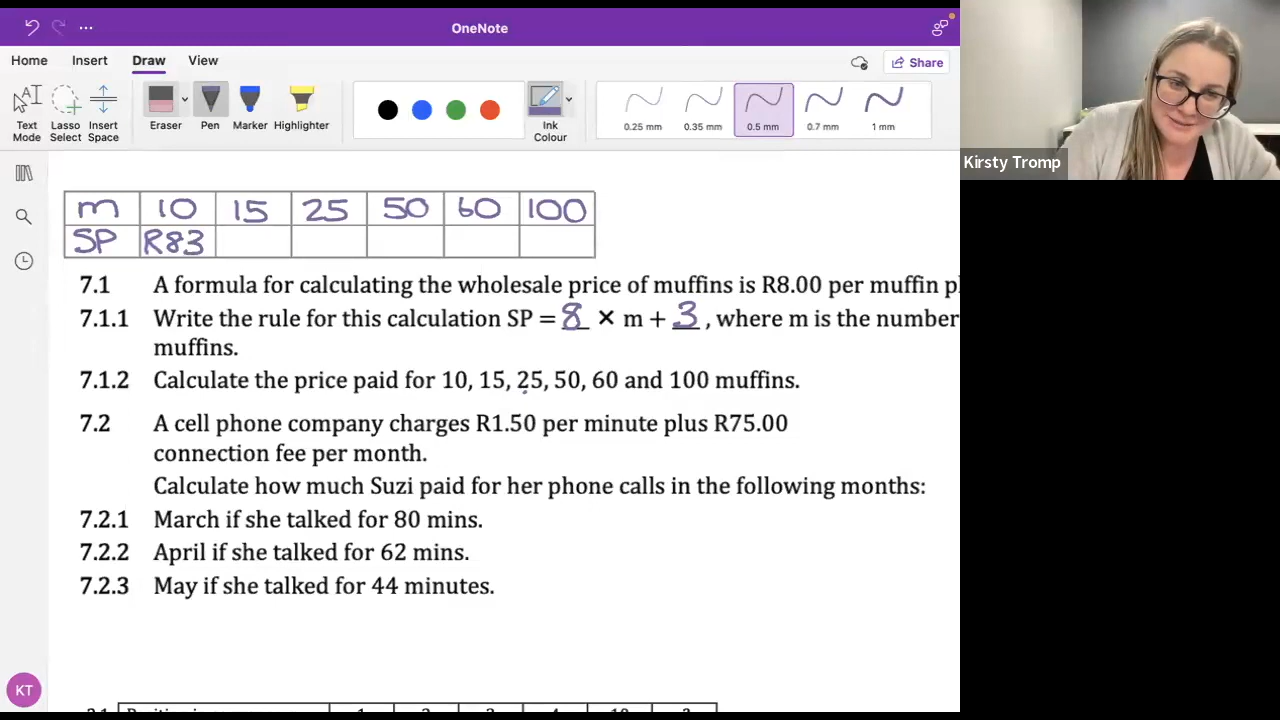 OneNote
Home Insert Draw View
Share
Text Mode
Lasso Select
Insert Space
Eraser
Pen
Marker
Highlighter
Ink Colour
0.25 mm
0.35 mm
0.5 mm
0.7 mm
1 mm
Kirsty Tromp
m 10 15 25 50 60 100
SP R83
7.1 A formula for calculating the wholesale price of muffins is R8.00 per muffin
7.1.1 Write the rule for this calculation SP = 8 × m + 3, where m is the number
muffins.
7.1.2 Calculate the price paid for 10, 15, 25, 50, 60 and 100 muffins.
7.2 A cell phone company charges R1.50 per minute plus R75.00
connection fee per month.
Calculate how much Suzi paid for her phone calls in the following months:
7.2.1 March if she talked for 80 mins.
7.2.2 April if she talked for 62 mins.
7.2.3 May if she talked for 44 minutes.
KT